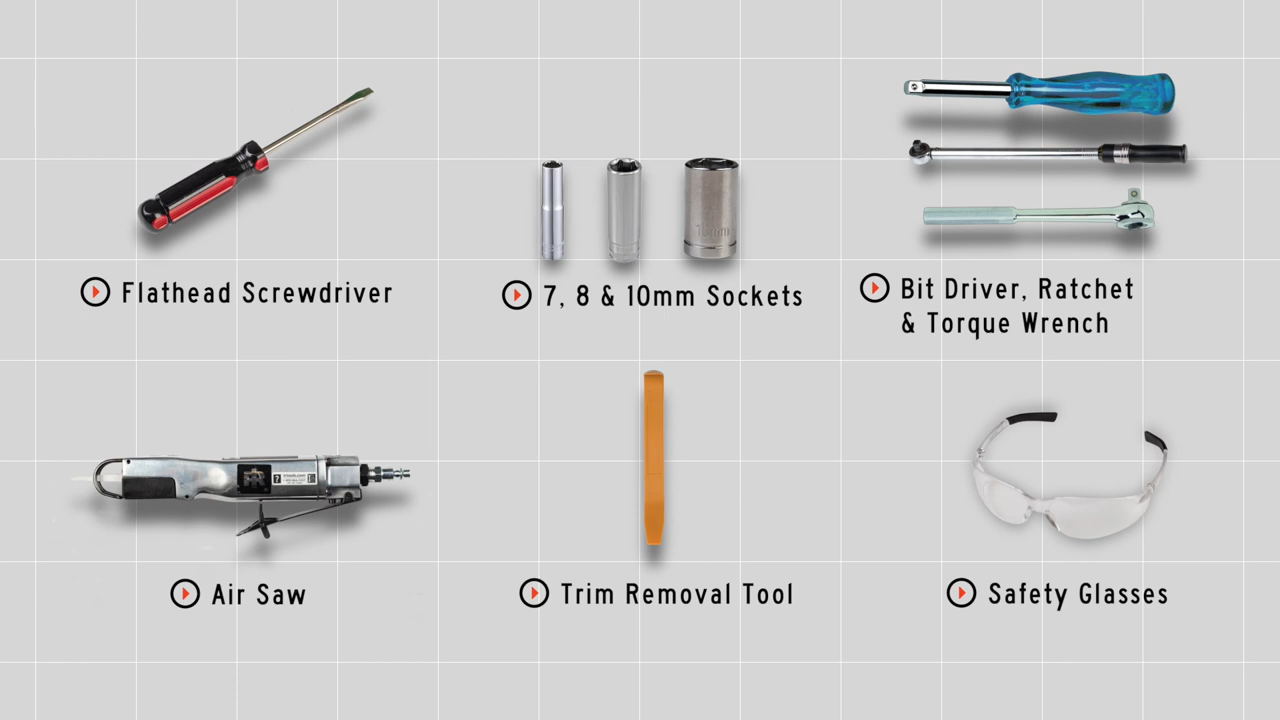 Flathead Screwdriver
7, 8 & 10mm Sockets
Bit Driver, Ratchet
& Torque Wrench
Air Saw
Trim Removal Tool
Safety Glasses